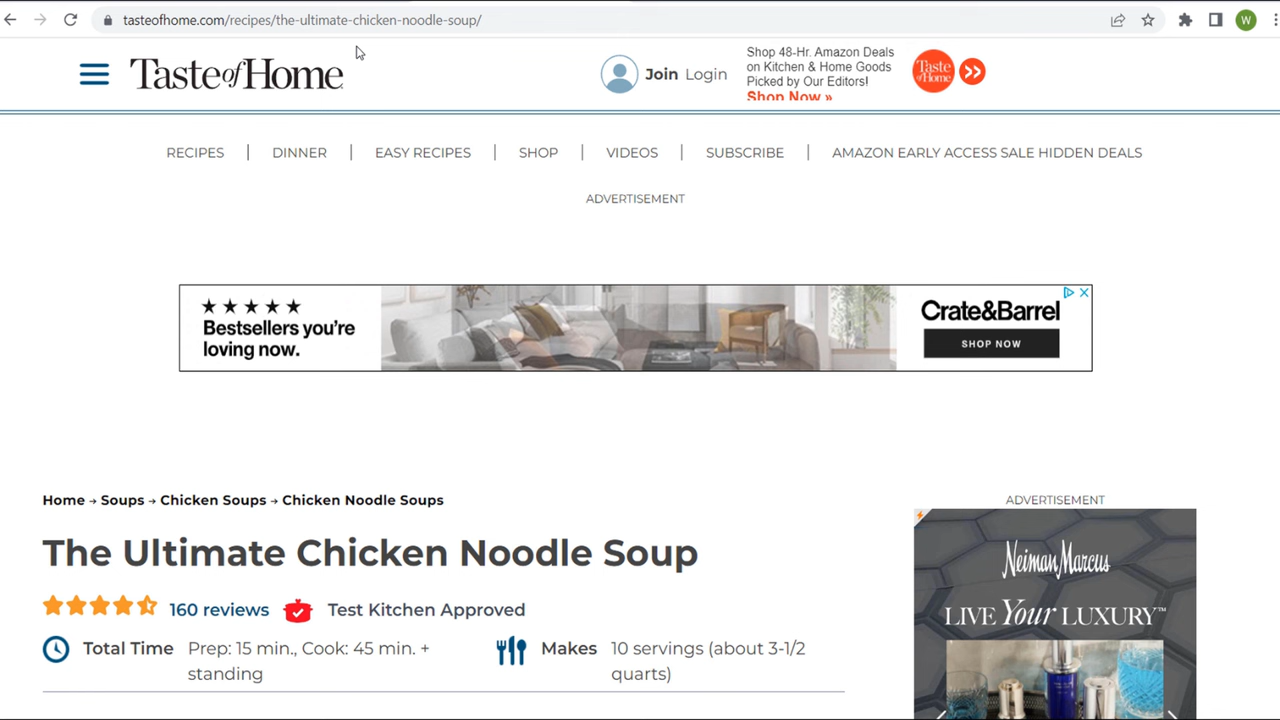 tasteofhome.com/recipes/the-ultimate-chicken-noodle-soup/
W
Taste of Home
Join Login
Shop 48-Hr. Amazon Deals
on Kitchen & Home Goods
Picked by Our Editors!
Shop Now »
Taste of Home
RECIPES | DINNER | EASY RECIPES | SHOP | VIDEOS | SUBSCRIBE | AMAZON EARLY ACCESS SALE HIDDEN DEALS
ADVERTISEMENT
Bestsellers you're
loving now.
Crate&Barrel
SHOP NOW
Home → Soups → Chicken Soups → Chicken Noodle Soups
ADVERTISEMENT
The Ultimate Chicken Noodle Soup
160 reviews Test Kitchen Approved
Total Time Prep: 15 min., Cook: 45 min. +
standing
Makes 10 servings (about 3-1/2
quarts)
Neiman Marcus
LIVE Your LUXURY™